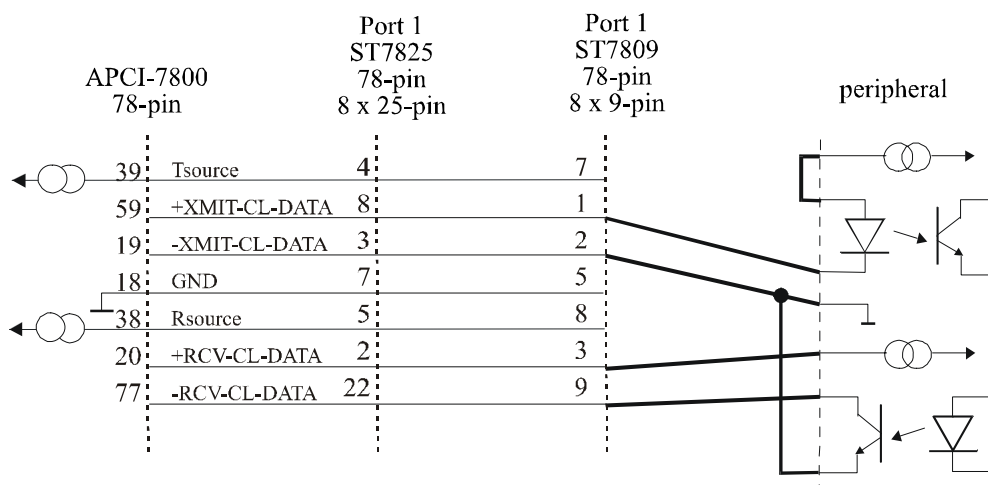 Port 1
ST7825
78-pin
8 x 25-pin
Port 1
ST7809
78-pin
8 x 9-pin
APCI-7800
78-pin
peripheral
39 Tsource 4 7
59 +XMIT-CL-DATA 8 1
19 -XMIT-CL-DATA 3 2
18 GND 7 5
38 Rsource 5 8
20 +RCV-CL-DATA 2 3
77 -RCV-CL-DATA 22 9